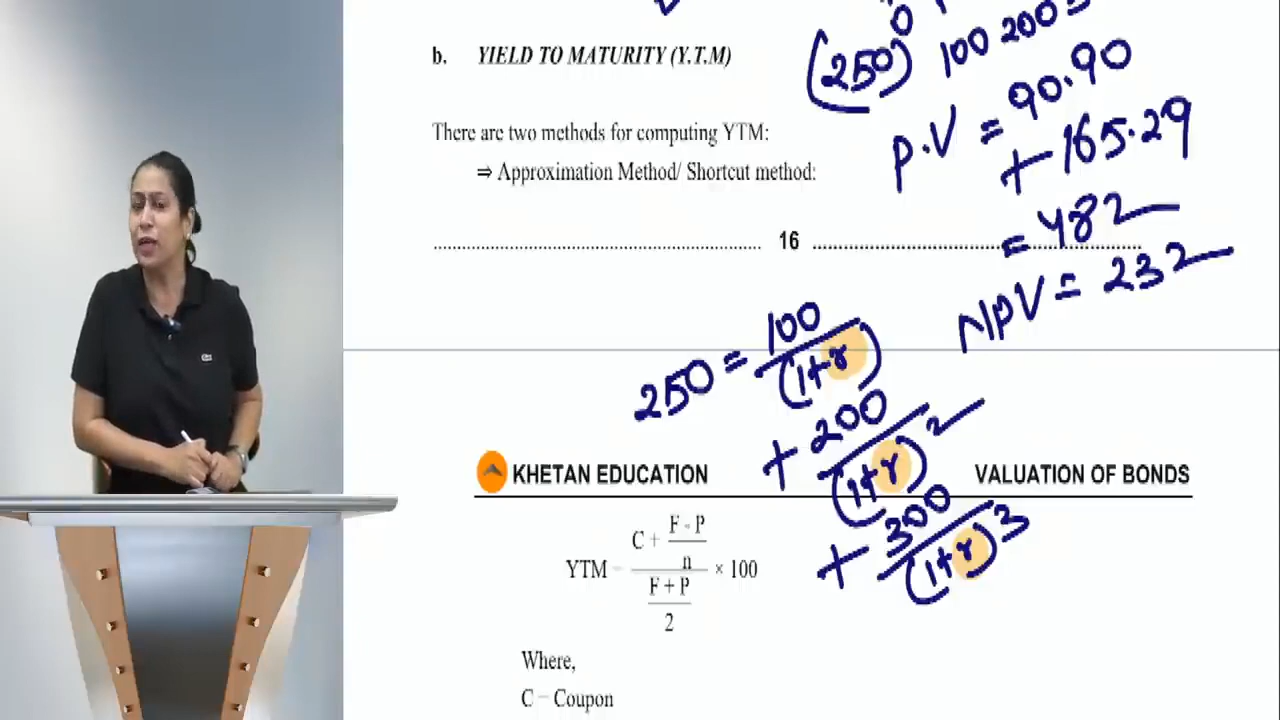 (250) 100 200
b. YIELD TO MATURITY (Y.T.M)
P.V = 90.90
There are two methods for computing YTM:
+ 165.29
⇒ Approximation Method/ Shortcut method:
= 482
16
NPV = 232
250 = 100/(1+r)
+ 200/(1+r)2
KHETAN EDUCATION VALUATION OF BONDS
+ 300/(1+r)3
YTM = (C + (F - P)/n) / ((F + P)/2) × 100
Where,
C = Coupon